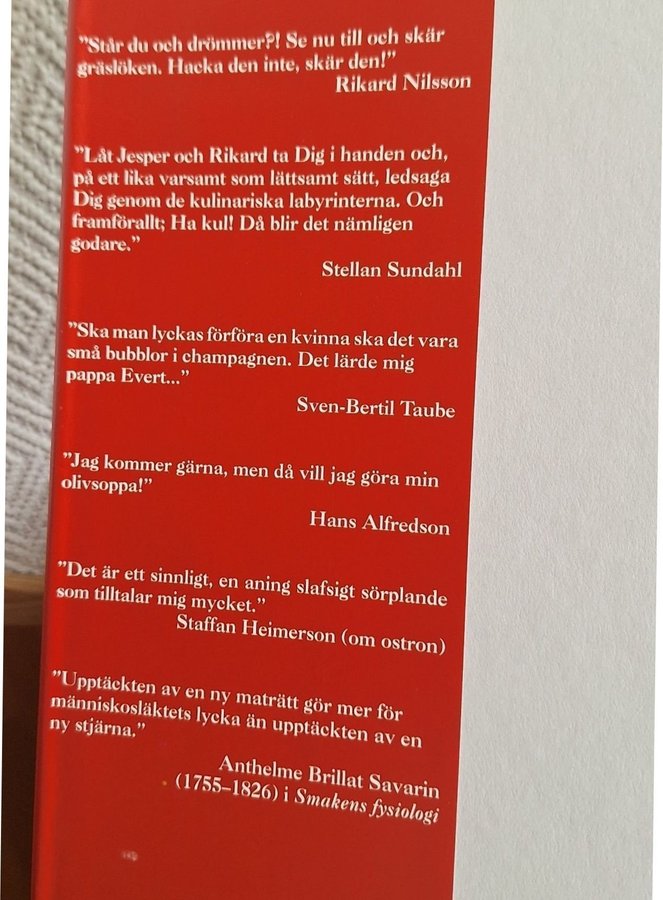 ”Står du och drömmer?! Se nu till och skär
gräslöken. Hacka den inte, skär den!”
Rikard Nilsson
”Låt Jesper och Rikard ta Dig i handen och,
på ett lika varsamt som lättsamt sätt, ledsaga
Dig genom de kulinariska labyrinterna. Och
framförallt; Ha kul! Då blir det nämligen
godare.”
Stellan Sundahl
”Ska man lyckas förföra en kvinna ska det vara
små bubblor i champagnen. Det lärde mig
pappa Evert...”
Sven-Bertil Taube
”Jag kommer gärna, men då vill jag göra min
olivsoppa!”
Hans Alfredson
”Det är ett sinnligt, en aning slafsigt sörplande
som tilltalar mig mycket.”
Staffan Heimerson (om ostron)
”Upptäckten av en ny maträtt gör mer för
människosläktets lycka än upptäckten av en
ny stjärna.”
Anthelme Brillat Savarin
(1755–1826) i Smakens fysiologi